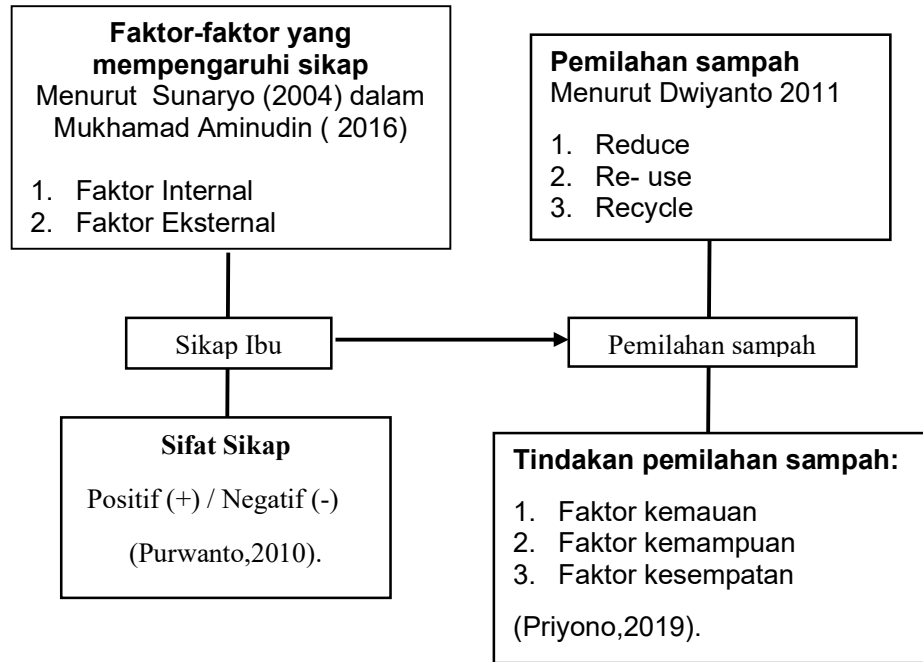 Faktor-faktor yang
mempengaruhi sikap
Menurut Sunaryo (2004) dalam
Mukhamad Aminudin ( 2016)
1. Faktor Internal
2. Faktor Eksternal
Pemilahan sampah
Menurut Dwiyanto 2011
1. Reduce
2. Re- use
3. Recycle
Sikap Ibu
Pemilahan sampah
Sifat Sikap
Positif (+) / Negatif (-)
(Purwanto,2010).
Tindakan pemilahan sampah:
1. Faktor kemauan
2. Faktor kemampuan
3. Faktor kesempatan
(Priyono,2019).